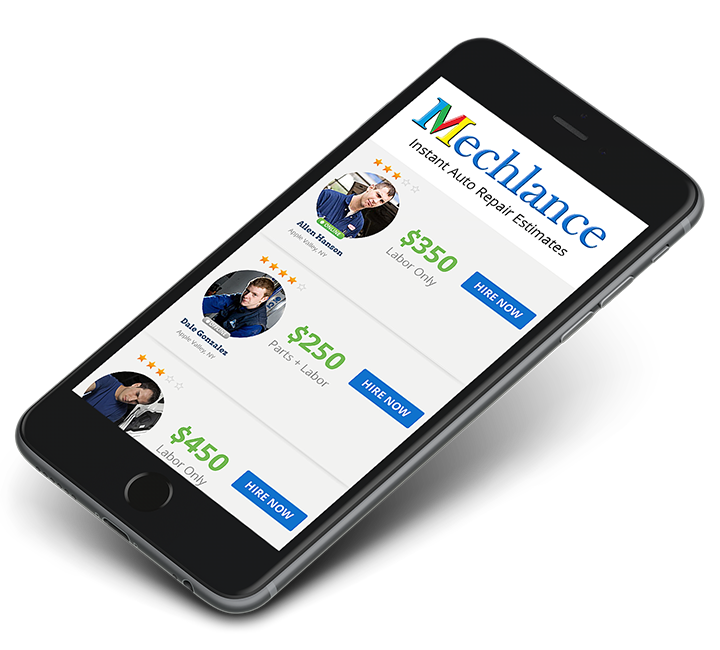 Mechlance
Instant Auto Repair Estimates
ONLINE
Allen Hansen
Apple Valley, NY
$350
Labor Only
HIRE NOW
Dale Gonzalez
Apple Valley, NY
$250
Parts + Labor
HIRE NOW
$450
Labor Only
HIRE NOW